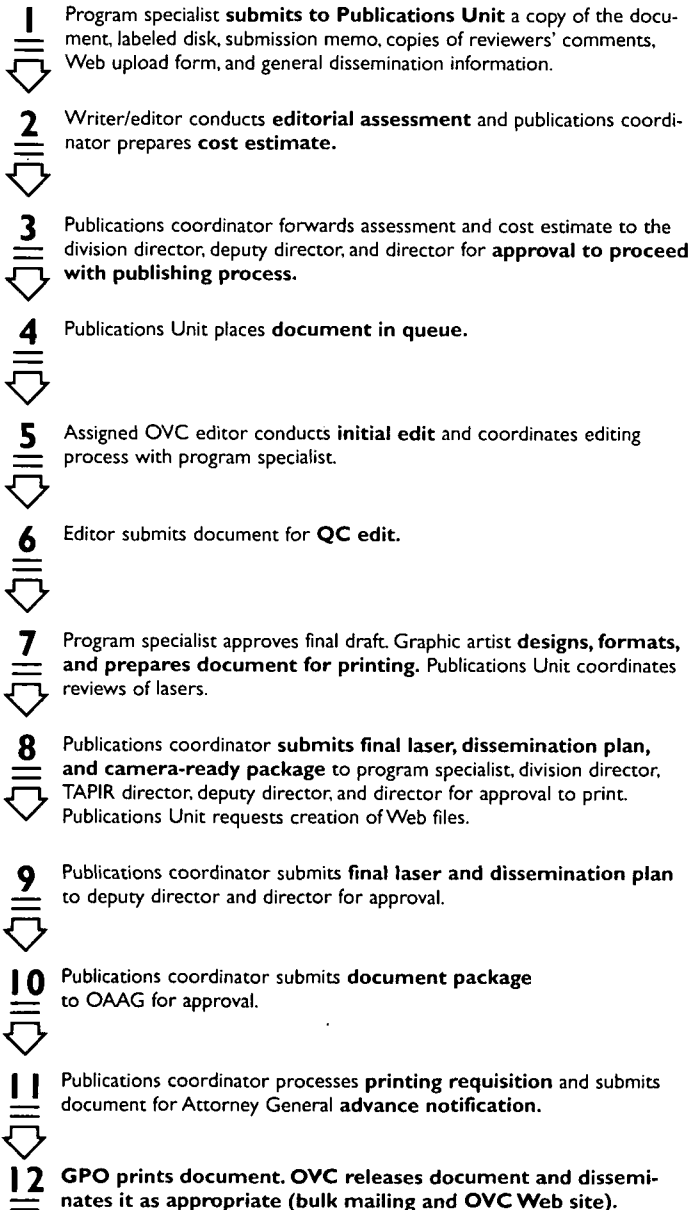 1 Program specialist submits to Publications Unit a copy of the docu-
ment, labeled disk, submission memo, copies of reviewers' comments,
Web upload form, and general dissemination information.
2 Writer/editor conducts editorial assessment and publications coordi-
nator prepares cost estimate.
3 Publications coordinator forwards assessment and cost estimate to the
division director, deputy director, and director for approval to proceed
with publishing process.
4 Publications Unit places document in queue.
5 Assigned OVC editor conducts initial edit and coordinates editing
process with program specialist.
6 Editor submits document for QC edit.
7 Program specialist approves final draft. Graphic artist designs, formats,
and prepares document for printing. Publications Unit coordinates
reviews of lasers.
8 Publications coordinator submits final laser, dissemination plan,
and camera-ready package to program specialist, division director,
TAPIR director, deputy director, and director for approval to print.
Publications Unit requests creation of Web files.
9 Publications coordinator submits final laser and dissemination plan
to deputy director and director for approval.
10 Publications coordinator submits document package
to OAAG for approval.
11 Publications coordinator processes printing requisition and submits
document for Attorney General advance notification.
12 GPO prints document. OVC releases document and dissemi-
nates it as appropriate (bulk mailing and OVC Web site).